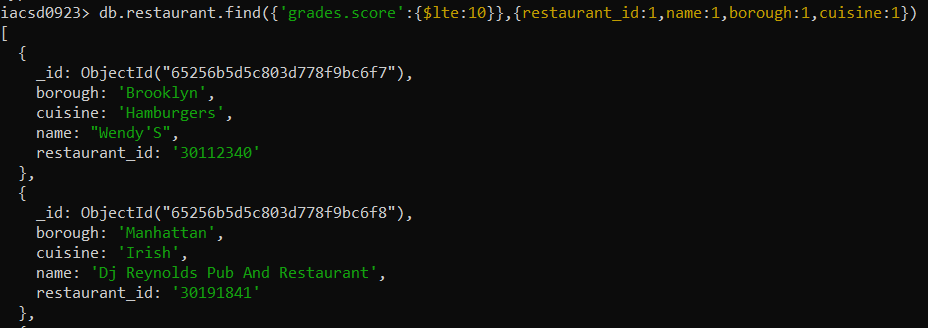 iacsd0923> db.restaurant.find({'grades.score':{$lte:10}},{restaurant_id:1,name:1,borough:1,cuisine:1})
[
  {
    _id: ObjectId("65256b5d5c803d778f9bc6f7"),
    borough: 'Brooklyn',
    cuisine: 'Hamburgers',
    name: "Wendy'S",
    restaurant_id: '30112340'
  },
  {
    _id: ObjectId("65256b5d5c803d778f9bc6f8"),
    borough: 'Manhattan',
    cuisine: 'Irish',
    name: 'Dj Reynolds Pub And Restaurant',
    restaurant_id: '30191841'
  },